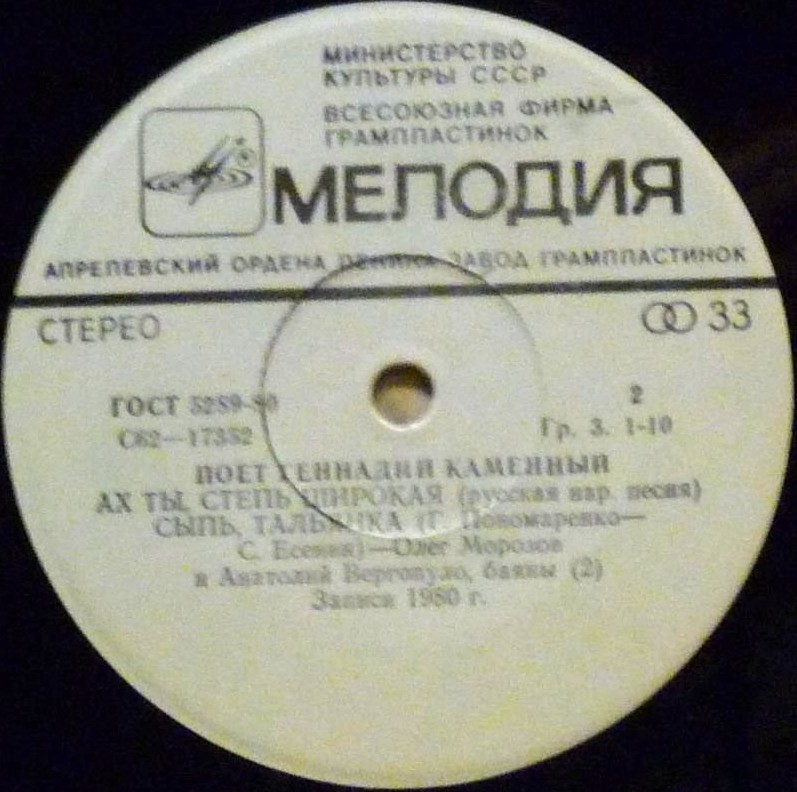 МИНИСТЕРСТВО
КУЛЬТУРЫ СССР
ВСЕСОЮЗНАЯ ФИРМА
ГРАМПЛАСТИНОК
МЕЛОДИЯ
АПРЕЛЕВСКИЙ ОРДЕНА ЛЕНИНА ЗАВОД ГРАМПЛАСТИНОК
СТЕРЕО 33
ГОСТ 5289-80 2
С62—17352 Гр. 3. 1-10
ПОЕТ ГЕННАДИЙ КАМЕННЫЙ
АХ ТЫ, СТЕПЬ ШИРОКАЯ (русская нар. песня)
СЫПЬ, ТАЛЬЯНКА (Г. Пономаренко—
С. Есенин)—Олег Морозов
и Анатолий Вергопуло, баяны (2)
Запись 1980 г.